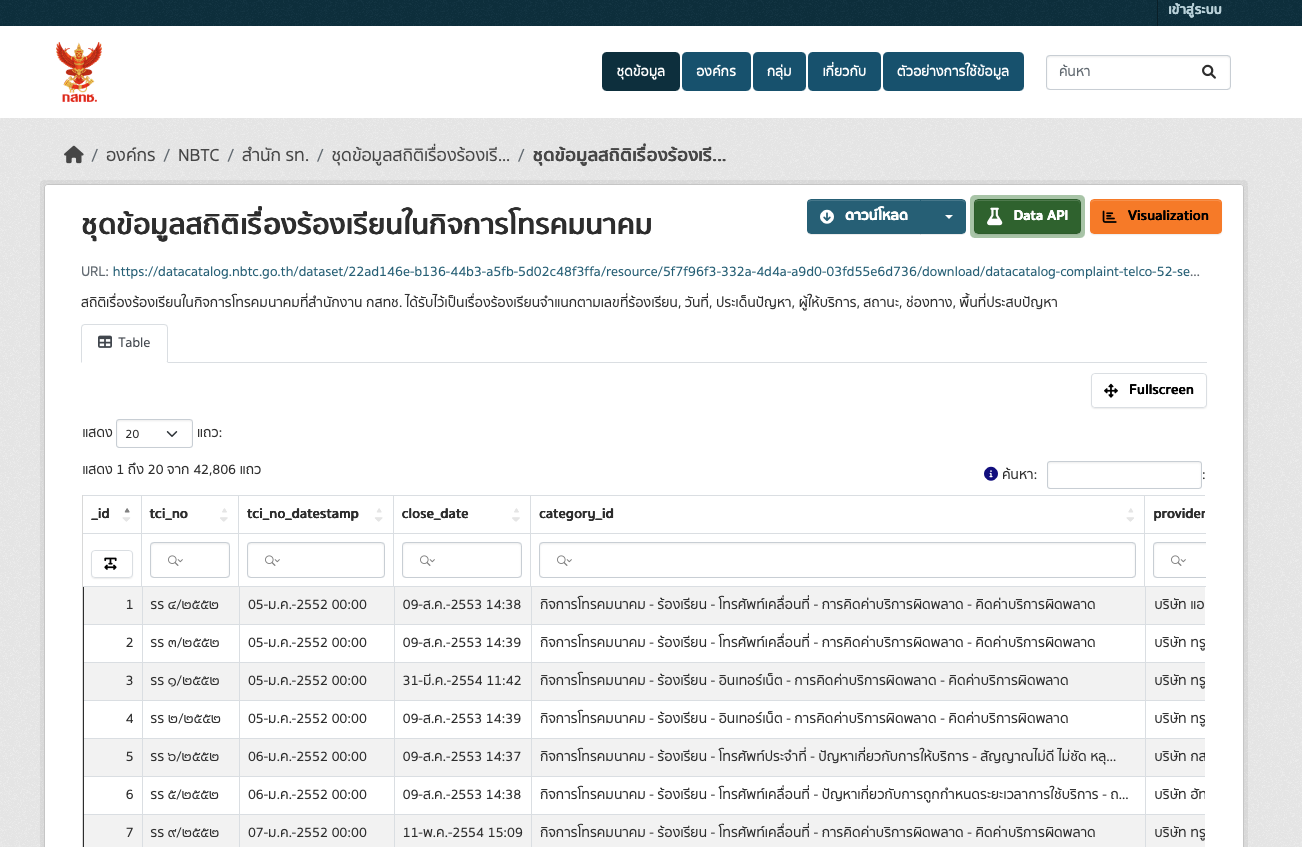 เข้าสู่ระบบ
กสทช.
ชุดข้อมูล องค์กร กลุ่ม เกี่ยวกับ ตัวอย่างการใช้ข้อมูล ค้นหา
/ องค์กร / NBTC / สำนัก รท. / ชุดข้อมูลสถิติเรื่องร้องเรี... / ชุดข้อมูลสถิติเรื่องร้องเรี...
ชุดข้อมูลสถิติเรื่องร้องเรียนในกิจการโทรคมนาคม
ดาวน์โหลด Data API Visualization
URL: https://datacatalog.nbtc.go.th/dataset/22ad146e-b136-44b3-a5fb-5d02c48f3ffa/resource/5f7f96f3-332a-4d4a-a9d0-03fd55e6d736/download/datacatalog-complaint-telco-52-se...
สถิติเรื่องร้องเรียนในกิจการโทรคมนาคมที่สำนักงาน กสทช. ได้รับไว้เป็นเรื่องร้องเรียนจำแนกตามเลขที่ร้องเรียน, วันที่, ประเด็นปัญหา, ผู้ให้บริการ, สถานะ, ช่องทาง, พื้นที่ประสบปัญหา
Table
Fullscreen
แสดง 20 แถว:
แสดง 1 ถึง 20 จาก 42,806 แถว
ค้นหา: :
_id tci_no tci_no_datestamp close_date category_id provider
1 รร ๔/๒๕๕๒ 05-ม.ค.-2552 00:00 09-ส.ค.-2553 14:38 กิจการโทรคมนาคม - ร้องเรียน - โทรศัพท์เคลื่อนที่ - การคิดค่าบริการผิดพลาด - คิดค่าบริการผิดพลาด บริษัท แอ
2 รร ๓/๒๕๕๒ 05-ม.ค.-2552 00:00 09-ส.ค.-2553 14:39 กิจการโทรคมนาคม - ร้องเรียน - โทรศัพท์เคลื่อนที่ - การคิดค่าบริการผิดพลาด - คิดค่าบริการผิดพลาด บริษัท ทรู
3 รร ๑/๒๕๕๒ 05-ม.ค.-2552 00:00 31-มี.ค.-2554 11:42 กิจการโทรคมนาคม - ร้องเรียน - อินเทอร์เน็ต - การคิดค่าบริการผิดพลาด - คิดค่าบริการผิดพลาด บริษัท ทรู
4 รร ๒/๒๕๕๒ 05-ม.ค.-2552 00:00 09-ส.ค.-2553 14:39 กิจการโทรคมนาคม - ร้องเรียน - อินเทอร์เน็ต - การคิดค่าบริการผิดพลาด - คิดค่าบริการผิดพลาด บริษัท ทรู
5 รร ๖/๒๕๕๒ 06-ม.ค.-2552 00:00 09-ส.ค.-2553 14:37 กิจการโทรคมนาคม - ร้องเรียน - โทรศัพท์ประจำที่ - ปัญหาเกี่ยวกับการให้บริการ - สัญญาณไม่ดี ไม่ชัด หลุ... บริษัท กส
6 รร ๕/๒๕๕๒ 06-ม.ค.-2552 00:00 09-ส.ค.-2553 14:38 กิจการโทรคมนาคม - ร้องเรียน - โทรศัพท์เคลื่อนที่ - ปัญหาเกี่ยวกับการถูกกำหนดระยะเวลาการใช้บริการ - ถ... บริษัท ฮัท
7 รร ๙/๒๕๕๒ 07-ม.ค.-2552 00:00 11-พ.ค.-2554 15:09 กิจการโทรคมนาคม - ร้องเรียน - โทรศัพท์เคลื่อนที่ - การคิดค่าบริการผิดพลาด - คิดค่าบริการผิดพลาด บริษัท ทรู